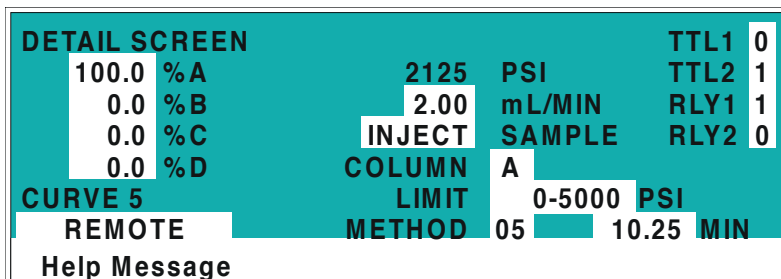 DETAIL SCREEN TTL1 0
100.0 %A 2125 PSI TTL2 1
0.0 %B 2.00 mL/MIN RLY1 1
0.0 %C INJECT SAMPLE RLY2 0
0.0 %D COLUMN A
CURVE 5 LIMIT 0-5000 PSI
REMOTE METHOD 05 10.25 MIN
Help Message